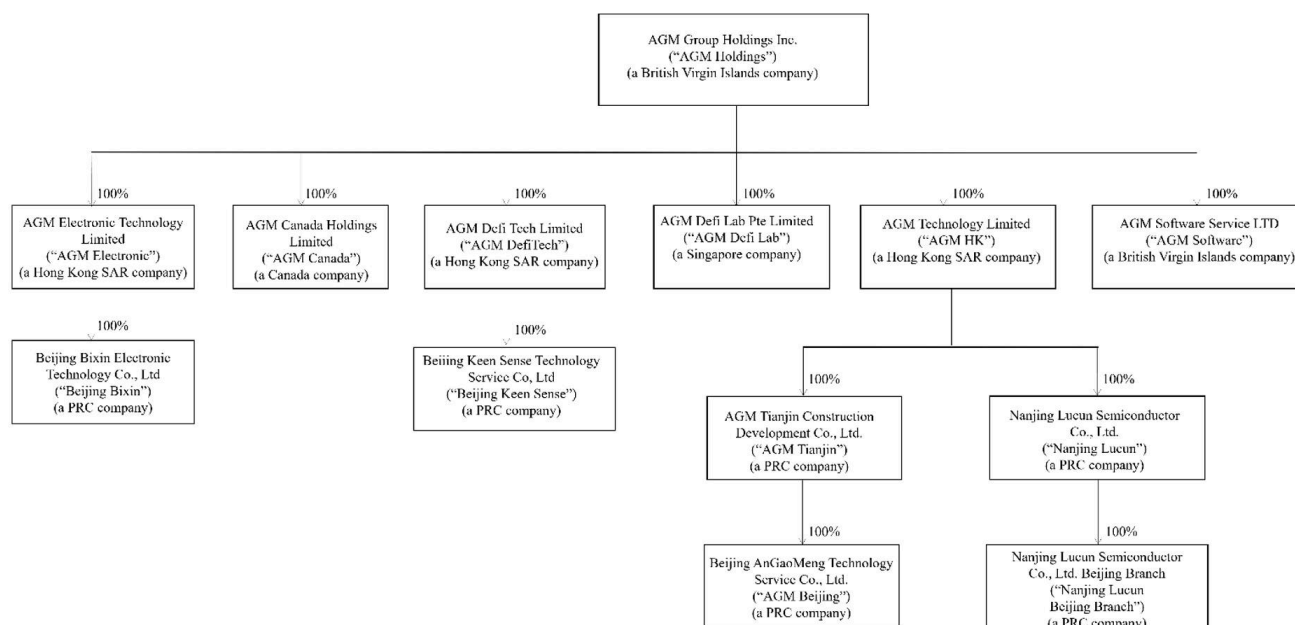 AGM Group Holdings Inc.
(“AGM Holdings”)
(a British Virgin Islands company)
100%
100%
100%
100%
100%
100%
AGM Electronic Technology
Limited
(“AGM Electronic”)
(a Hong Kong SAR company)
AGM Canada Holdings
Limited
(“AGM Canada”)
(a Canada company)
AGM Defi Tech Limited
(“AGM DefiTech”)
(a Hong Kong SAR company)
AGM Defi Lab Pte Limited
(“AGM Defi Lab”)
(a Singapore company)
AGM Technology Limited
(“AGM HK”)
(a Hong Kong SAR company)
AGM Software Service LTD
(“AGM Software”)
(a British Virgin Islands company)
100%
100%
Beijing Bixin Electronic
Technology Co., Ltd
(“Beijing Bixin”)
(a PRC company)
Beijing Keen Sense Technology
Service Co, Ltd
(“Beijing Keen Sense”)
(a PRC company)
100%
100%
AGM Tianjin Construction
Development Co., Ltd.
(“AGM Tianjin”)
(a PRC company)
Nanjing Lucun Semiconductor
Co., Ltd.
(“Nanjing Lucun”)
(a PRC company)
100%
100%
Beijing AnGaoMeng Technology
Service Co., Ltd.
(“AGM Beijing”)
(a PRC company)
Nanjing Lucun Semiconductor
Co., Ltd. Beijing Branch
(“Nanjing Lucun
Beijing Branch”)
(a PRC company)